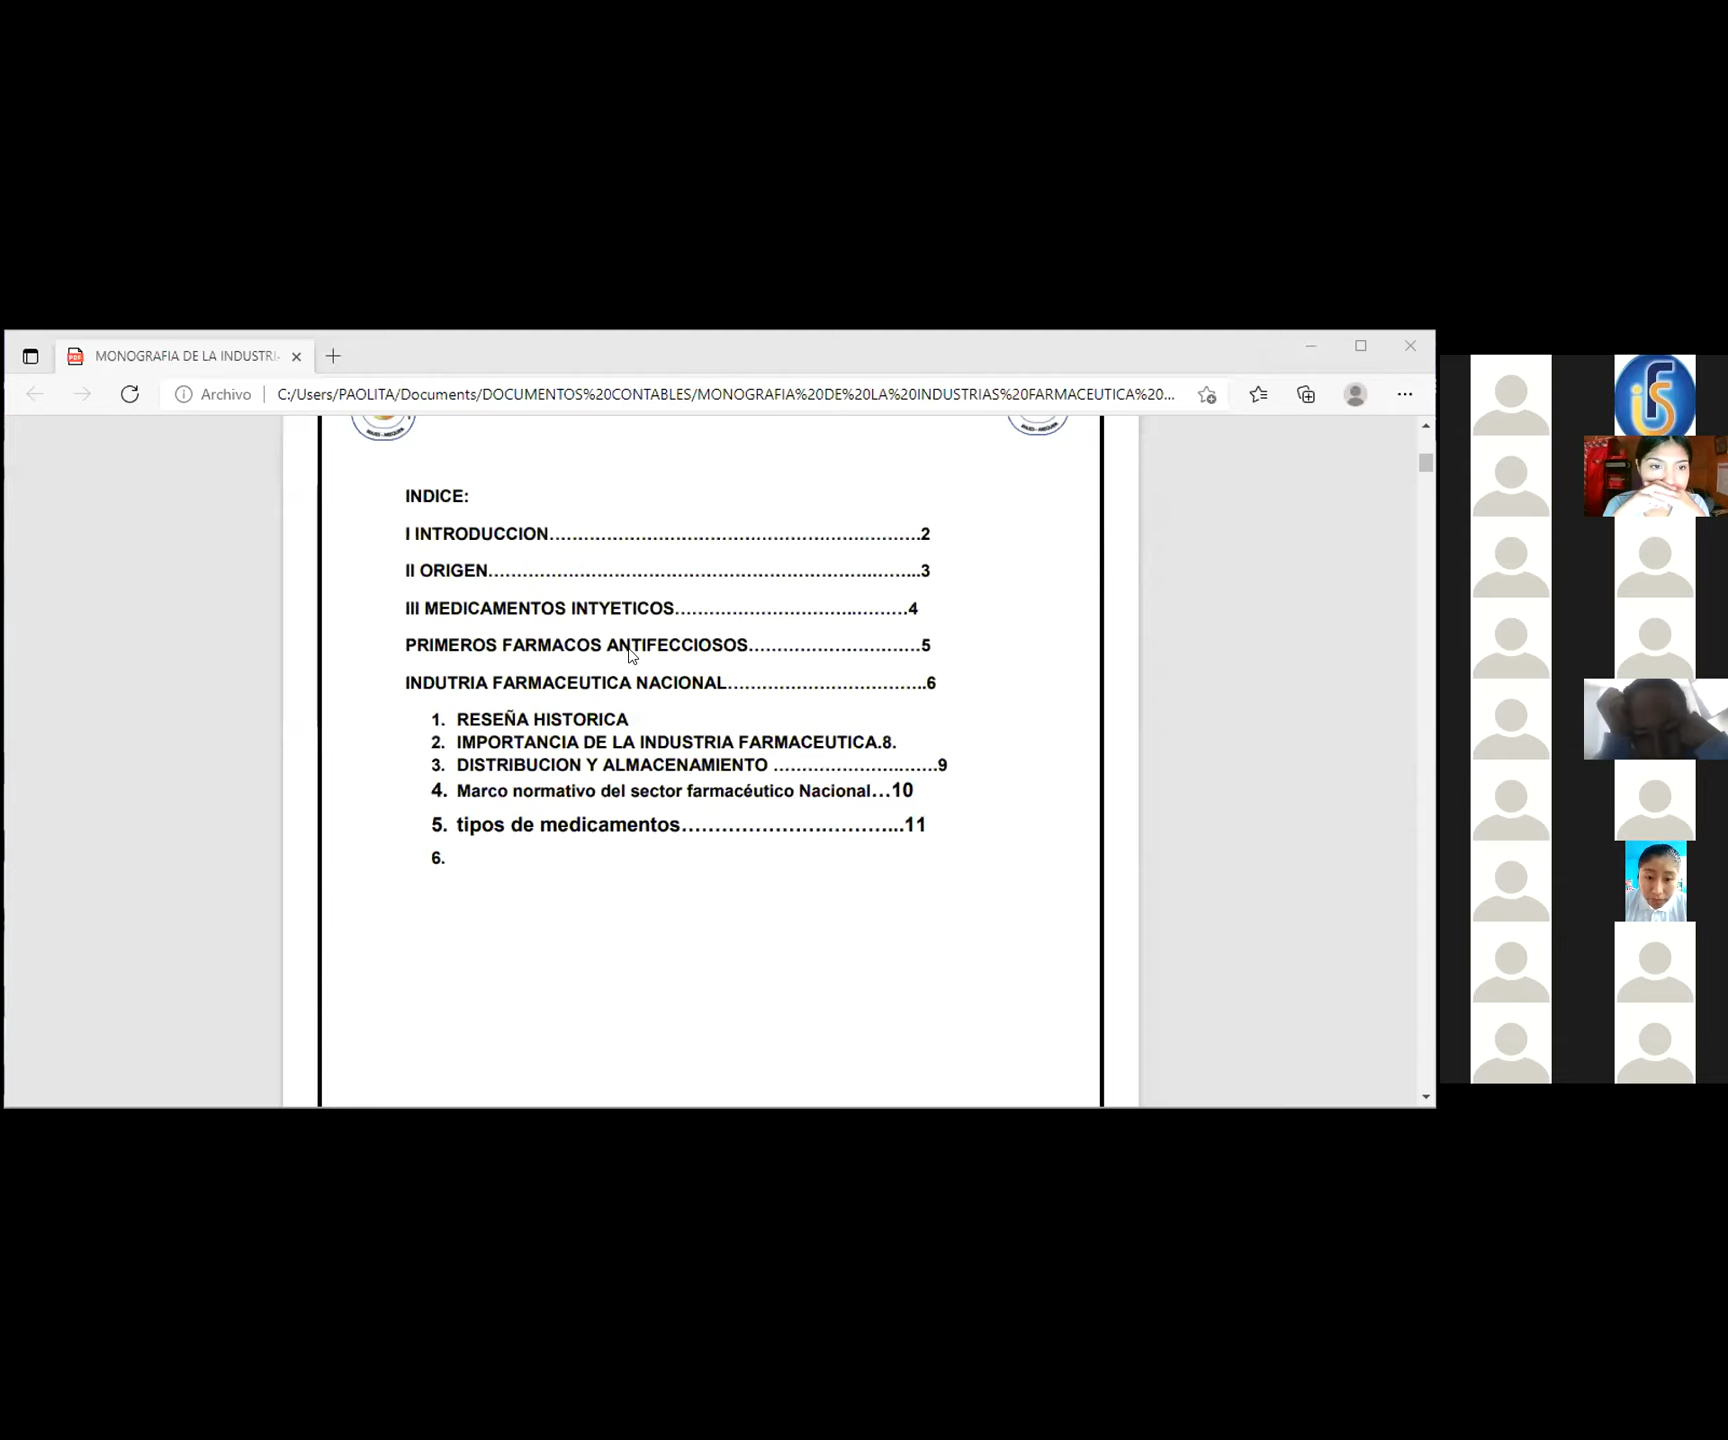 MONOGRAFIA DE LA INDUSTRI
Archivo
C:/Users/PAOLITA/Documents/DOCUMENTOS%20CONTABLES/MONOGRAFIA%20DE%20LA%20INDUSTRIAS%20FARMACEUTICA%20...
INDICE:
I INTRODUCCION……………………………………………………….2
II ORIGEN………………………………………………………………...3
III MEDICAMENTOS INTYETICOS…………………………………4
PRIMEROS FARMACOS ANTIFECCIOSOS…………………………5
INDUTRIA FARMACEUTICA NACIONAL……………………………..6
1. RESEÑA HISTORICA
2. IMPORTANCIA DE LA INDUSTRIA FARMACEUTICA.8.
3. DISTRIBUCION Y ALMACENAMIENTO ……………………….9
4. Marco normativo del sector farmacéutico Nacional…10
5. tipos de medicamentos…………………………...11
6.